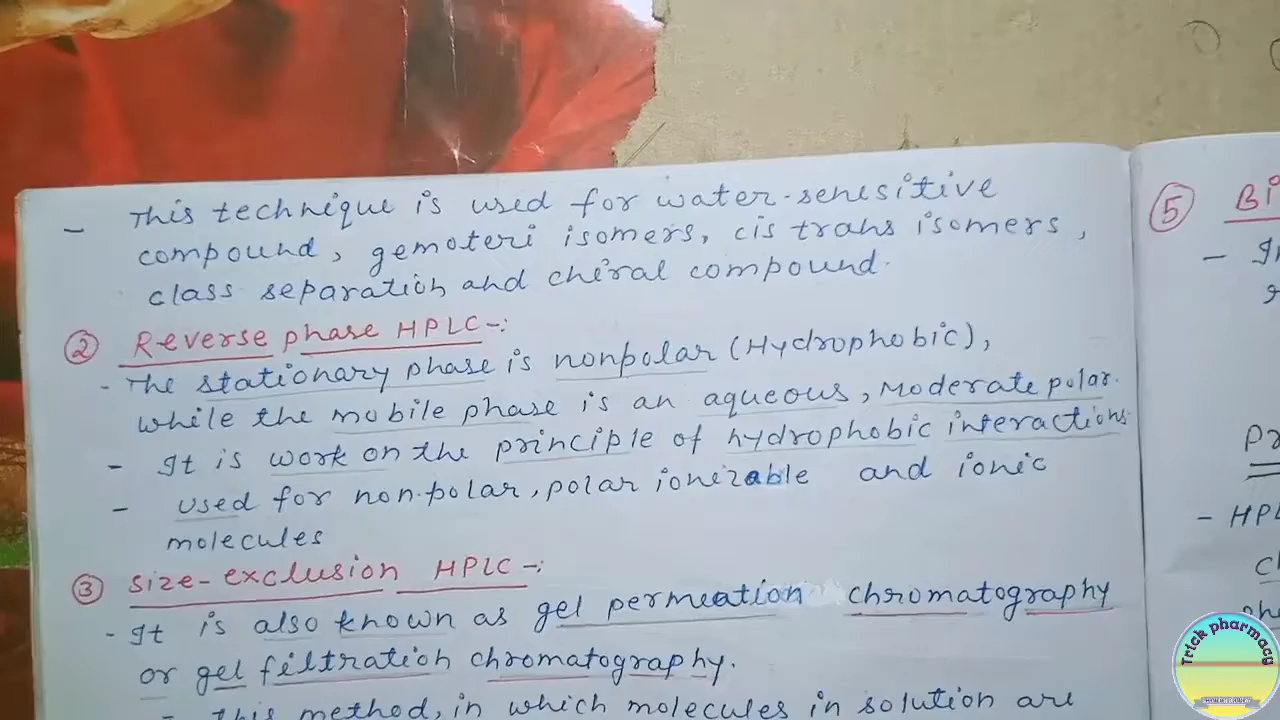 - This technique is used for water-senesitive
compound, gemoteri isomers, cis trans isomers,
class separation and chiral compound.
② Reverse phase HPLC-:
- The stationary phase is nonpolar (Hydrophobic),
while the mobile phase is an aqueous, Moderate polar.
- It is work on the principle of hydrophobic interactions.
- used for non-polar, polar ionizable and ionic
molecules
③ Size-exclusion HPLC-:
- It is also known as gel permeation chromatography
or gel filtration chromatography.
- This method, in which molecules in solution are
⑤ Bi
- HPL
Trick pharmacy